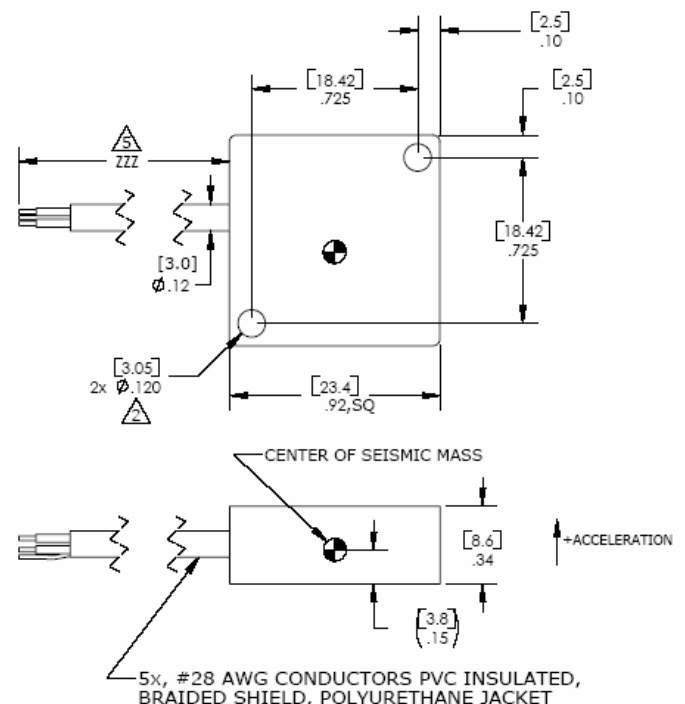 [2.5]
.10
[18.42]
.725
[2.5]
.10
5
ZZZ
[18.42]
.725
[3.0]
Ø.12
[3.05]
2x Ø.120
2
[23.4]
.92,SQ
CENTER OF SEISMIC MASS
[8.6]
.34
+ACCELERATION
([3.8]
.15)
5x, #28 AWG CONDUCTORS PVC INSULATED,
BRAIDED SHIELD, POLYURETHANE JACKET